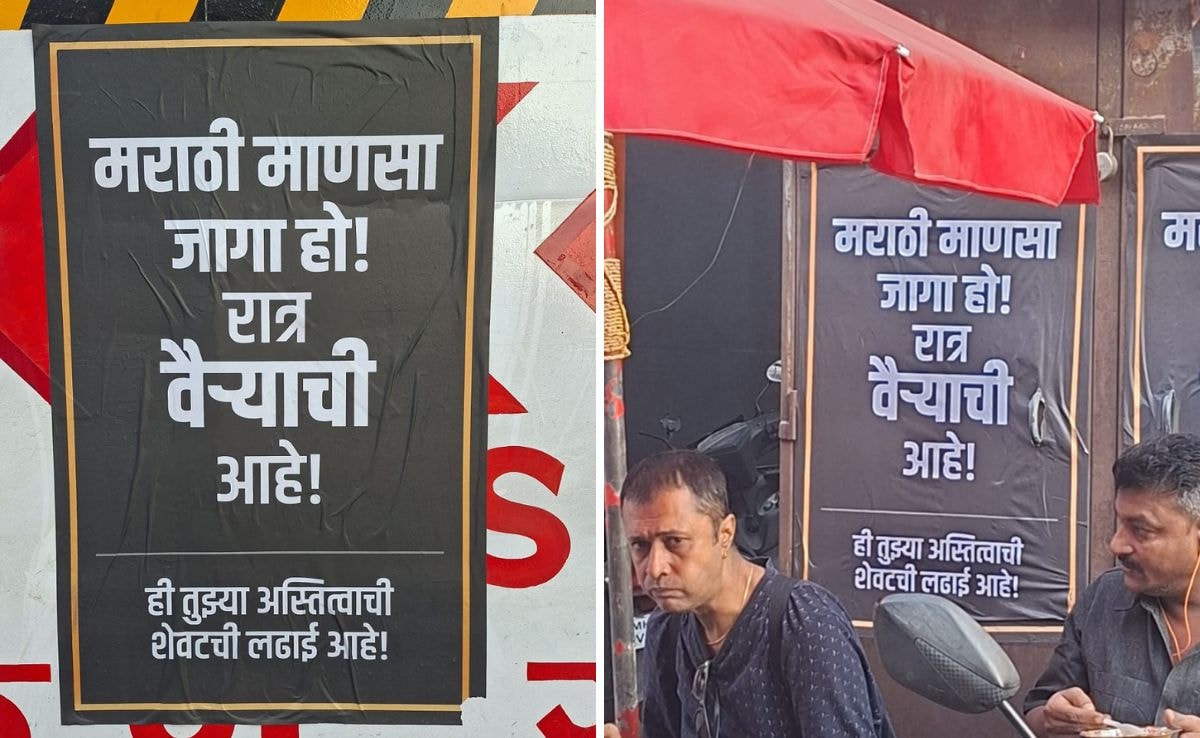 मराठी माणसा
जागा हो!
रात्र
वैऱ्याची
आहे!
ही तुझ्या अस्तित्वाची
शेवटची लढाई आहे!
S
मराठी माणसा
जागा हो!
रात्र
वैऱ्याची
आहे!
ही तुझ्या अस्तित्वाची
शेवटची लढाई आहे!